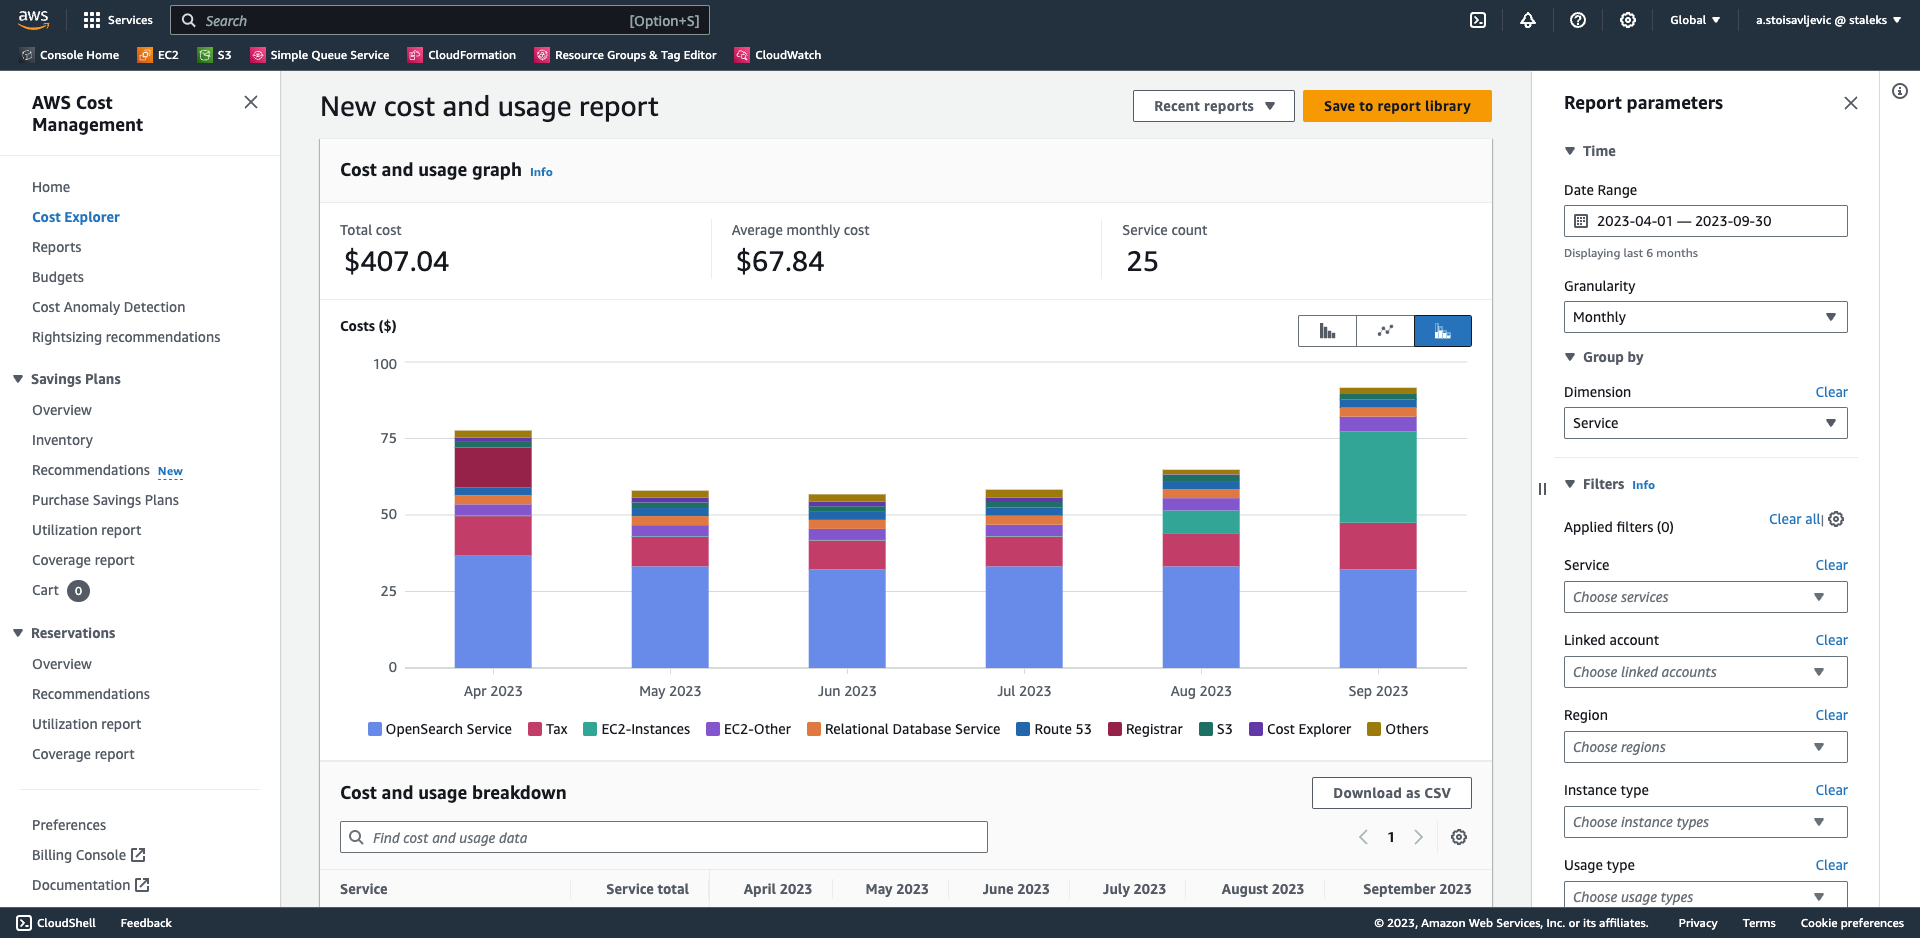 aws
Services
Search
[Option+S]
Global
a.stoisavljevic @ staleks
Console Home
EC2
S3
Simple Queue Service
CloudFormation
Resource Groups & Tag Editor
CloudWatch
AWS Cost
Management
Home
Cost Explorer
Reports
Budgets
Cost Anomaly Detection
Rightsizing recommendations
Savings Plans
Overview
Inventory
Recommendations New
Purchase Savings Plans
Utilization report
Coverage report
Cart 0
Reservations
Overview
Recommendations
Utilization report
Coverage report
Preferences
Billing Console
Documentation
New cost and usage report
Recent reports
Save to report library
Cost and usage graph Info
Total cost
$407.04
Average monthly cost
$67.84
Service count
25
Costs ($)
100
75
50
25
0
Apr 2023
May 2023
Jun 2023
Jul 2023
Aug 2023
Sep 2023
OpenSearch Service
Tax
EC2-Instances
EC2-Other
Relational Database Service
Route 53
Registrar
S3
Cost Explorer
Others
Cost and usage breakdown
Download as CSV
Find cost and usage data
1
Service
Service total
April 2023
May 2023
June 2023
July 2023
August 2023
September 2023
Report parameters
Time
Date Range
2023-04-01 — 2023-09-30
Displaying last 6 months
Granularity
Monthly
Group by
Dimension
Clear
Service
Filters Info
Applied filters (0)
Clear all|
Service
Clear
Choose services
Linked account
Clear
Choose linked accounts
Region
Clear
Choose regions
Instance type
Clear
Choose instance types
Usage type
Clear
Choose usage types
CloudShell
Feedback
© 2023, Amazon Web Services, Inc. or its affiliates.
Privacy
Terms
Cookie preferences